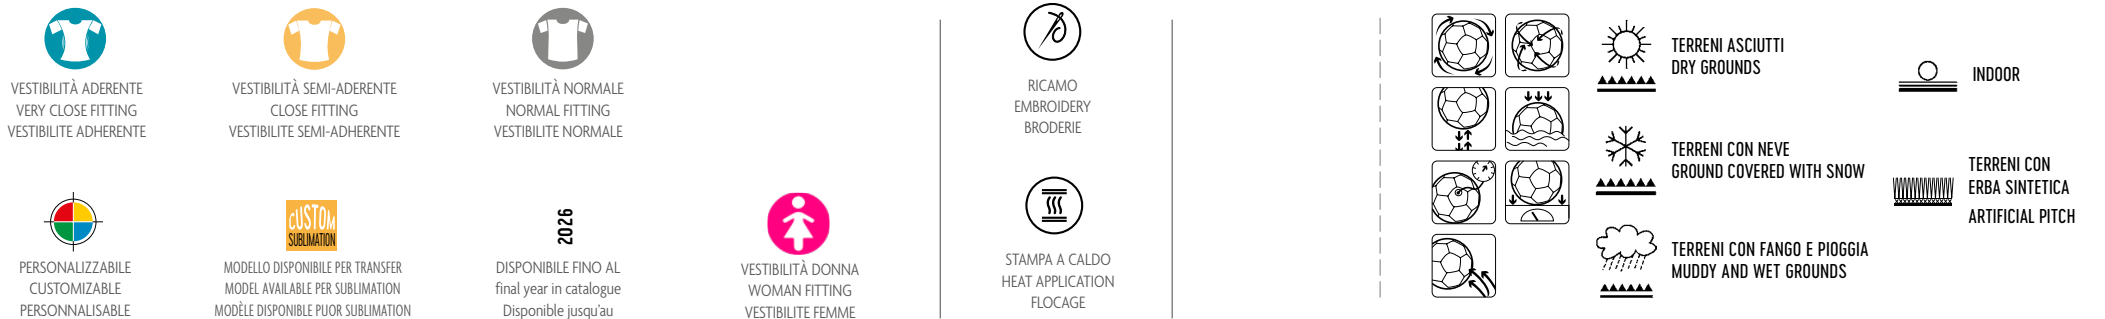 VESTIBILITÀ ADERENTE
VERY CLOSE FITTING
VESTIBILITE ADHERENTE
VESTIBILITÀ SEMI-ADERENTE
CLOSE FITTING
VESTIBILITE SEMI-ADHERENTE
VESTIBILITÀ NORMALE
NORMAL FITTING
VESTIBILITE NORMALE
PERSONALIZZABILE
CUSTOMIZABLE
PERSONNALISABLE
CUSTOM
SUBLIMATION
MODELLO DISPONIBILE PER TRANSFER
MODEL AVAILABLE PER SUBLIMATION
MODÈLE DISPONIBLE PUOR SUBLIMATION
2026
DISPONIBILE FINO AL
final year in catalogue
Disponible jusqu'au
VESTIBILITÀ DONNA
WOMAN FITTING
VESTIBILITE FEMME
RICAMO
EMBROIDERY
BRODERIE
STAMPA A CALDO
HEAT APPLICATION
FLOCAGE
TERRENI ASCIUTTI
DRY GROUNDS
TERRENI CON NEVE
GROUND COVERED WITH SNOW
TERRENI CON FANGO E PIOGGIA
MUDDY AND WET GROUNDS
INDOOR
TERRENI CON
ERBA SINTETICA
ARTIFICIAL PITCH